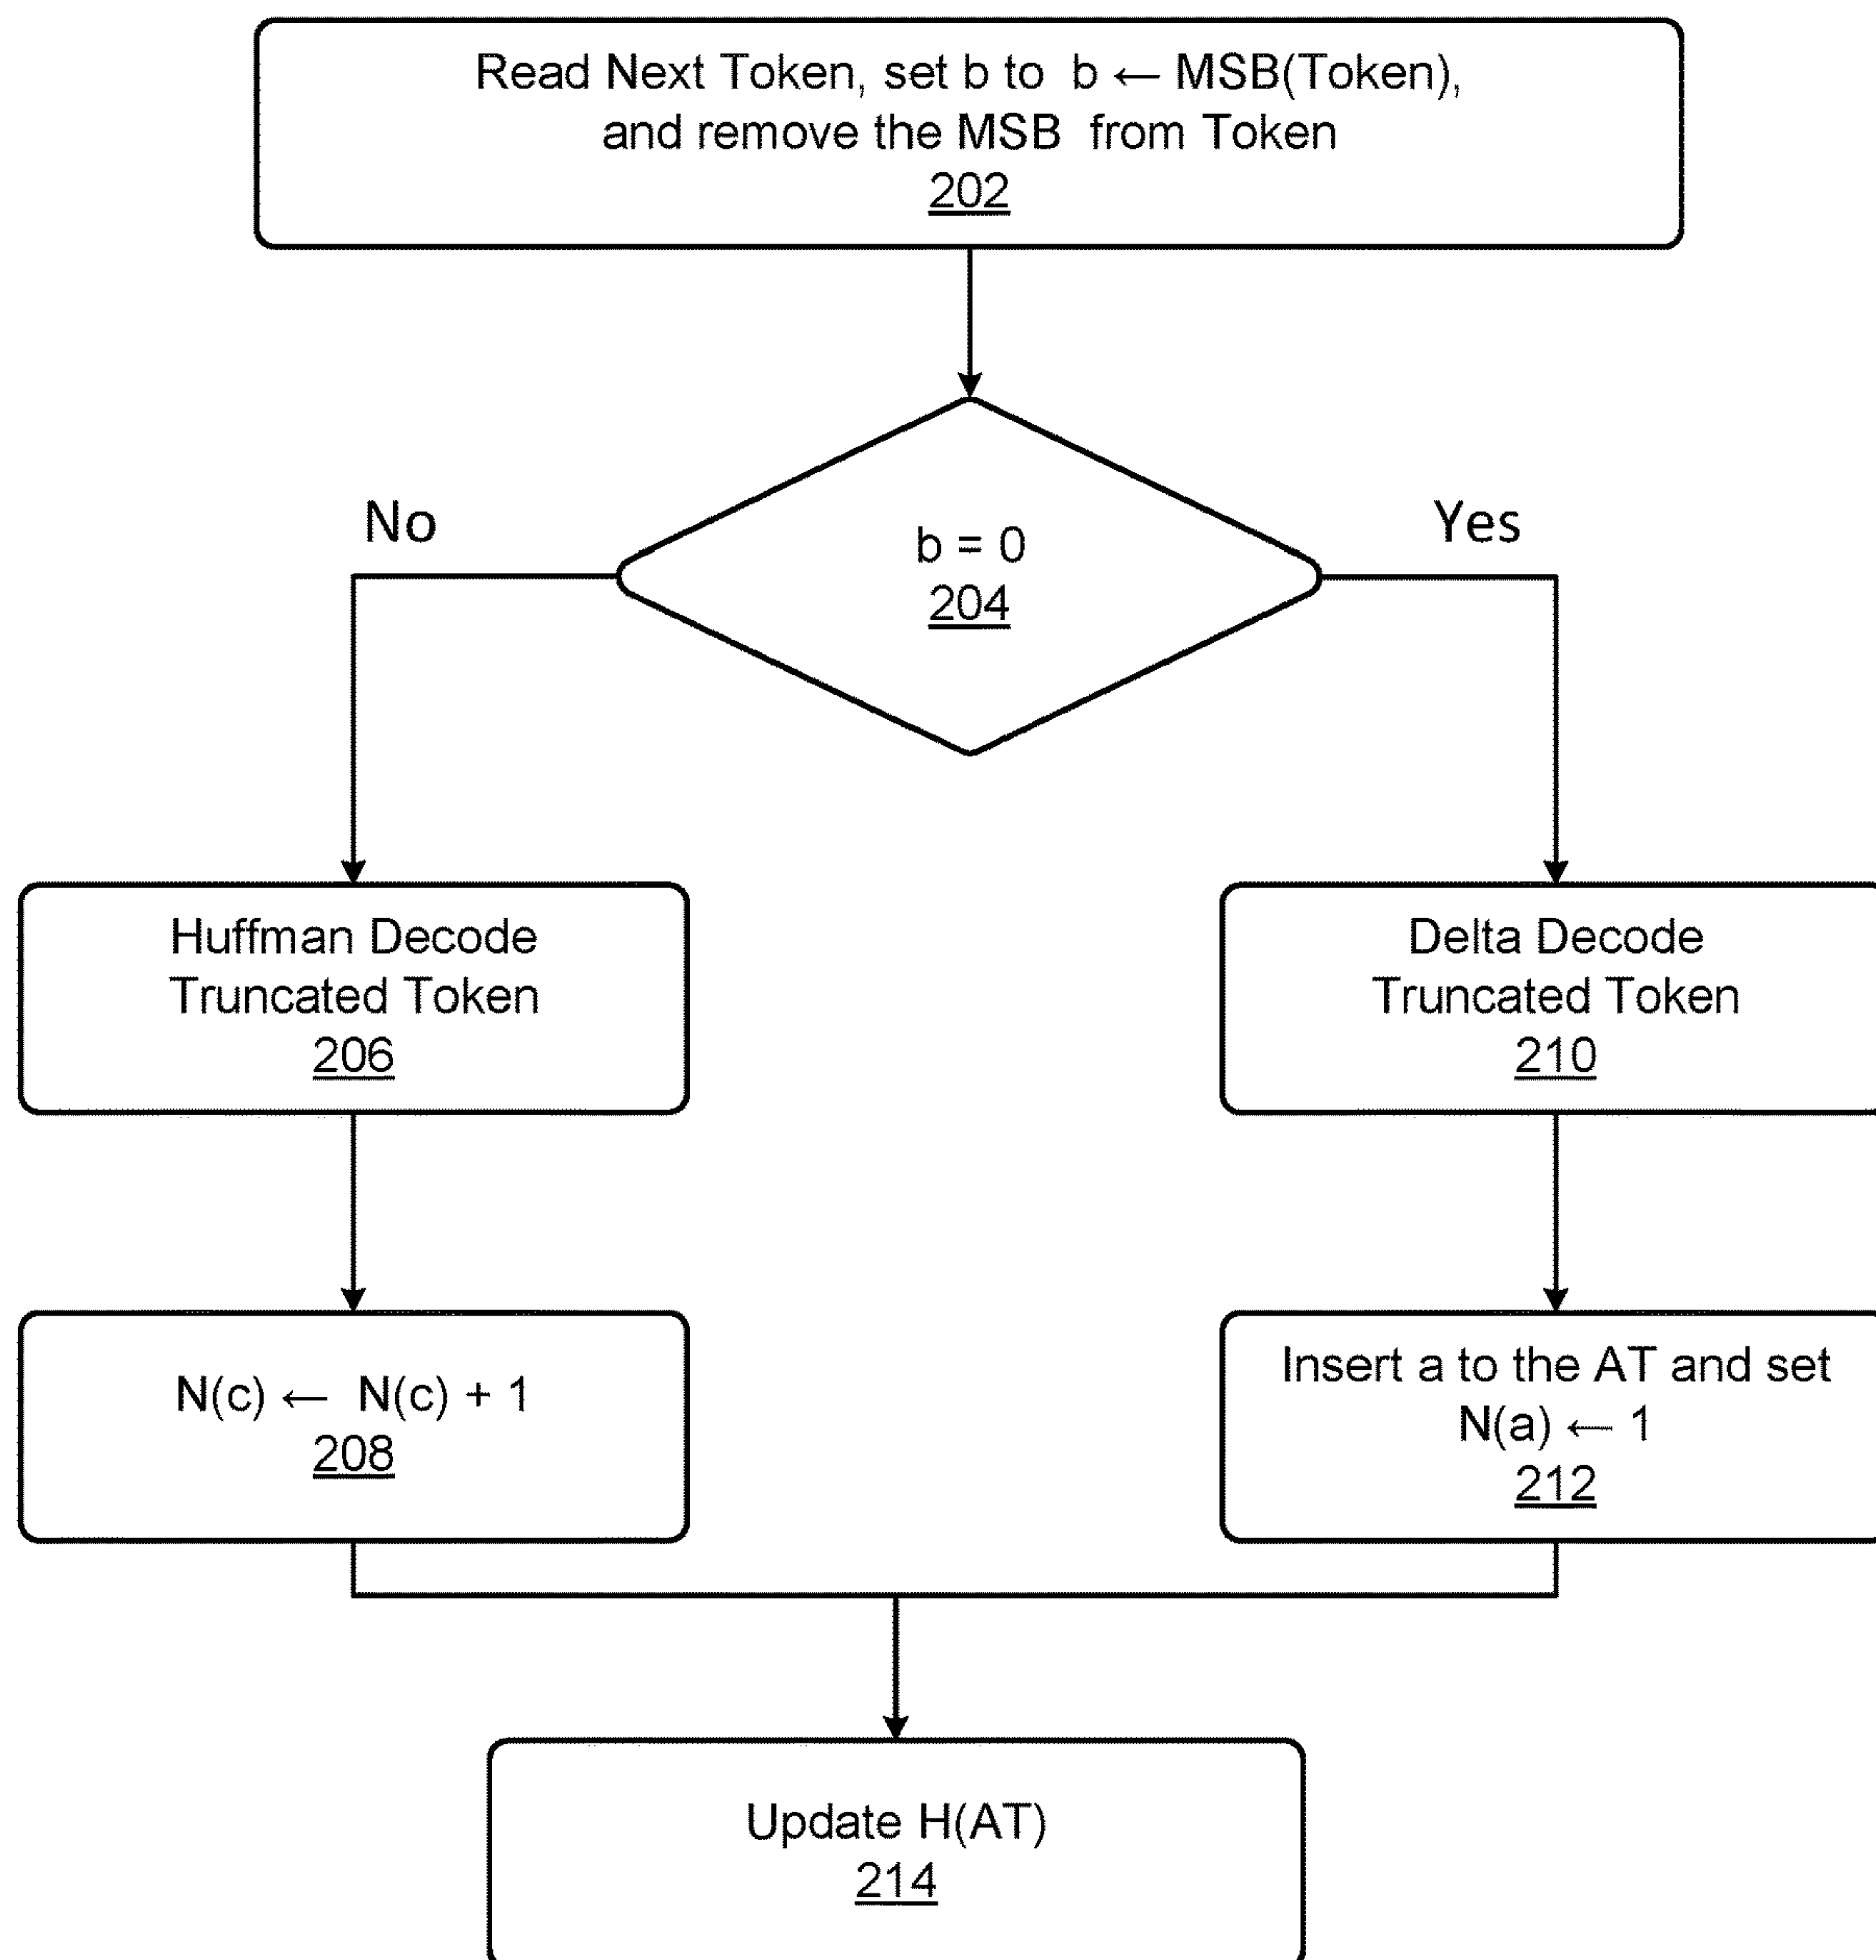 Read Next Token, set b to b ← MSB(Token),
and remove the MSB from Token
202
No
Yes
b = 0
204
Huffman Decode
Truncated Token
206
Delta Decode
Truncated Token
210
N(c) ← N(c) + 1
208
Insert a to the AT and set
N(a) ← 1
212
Update H(AT)
214